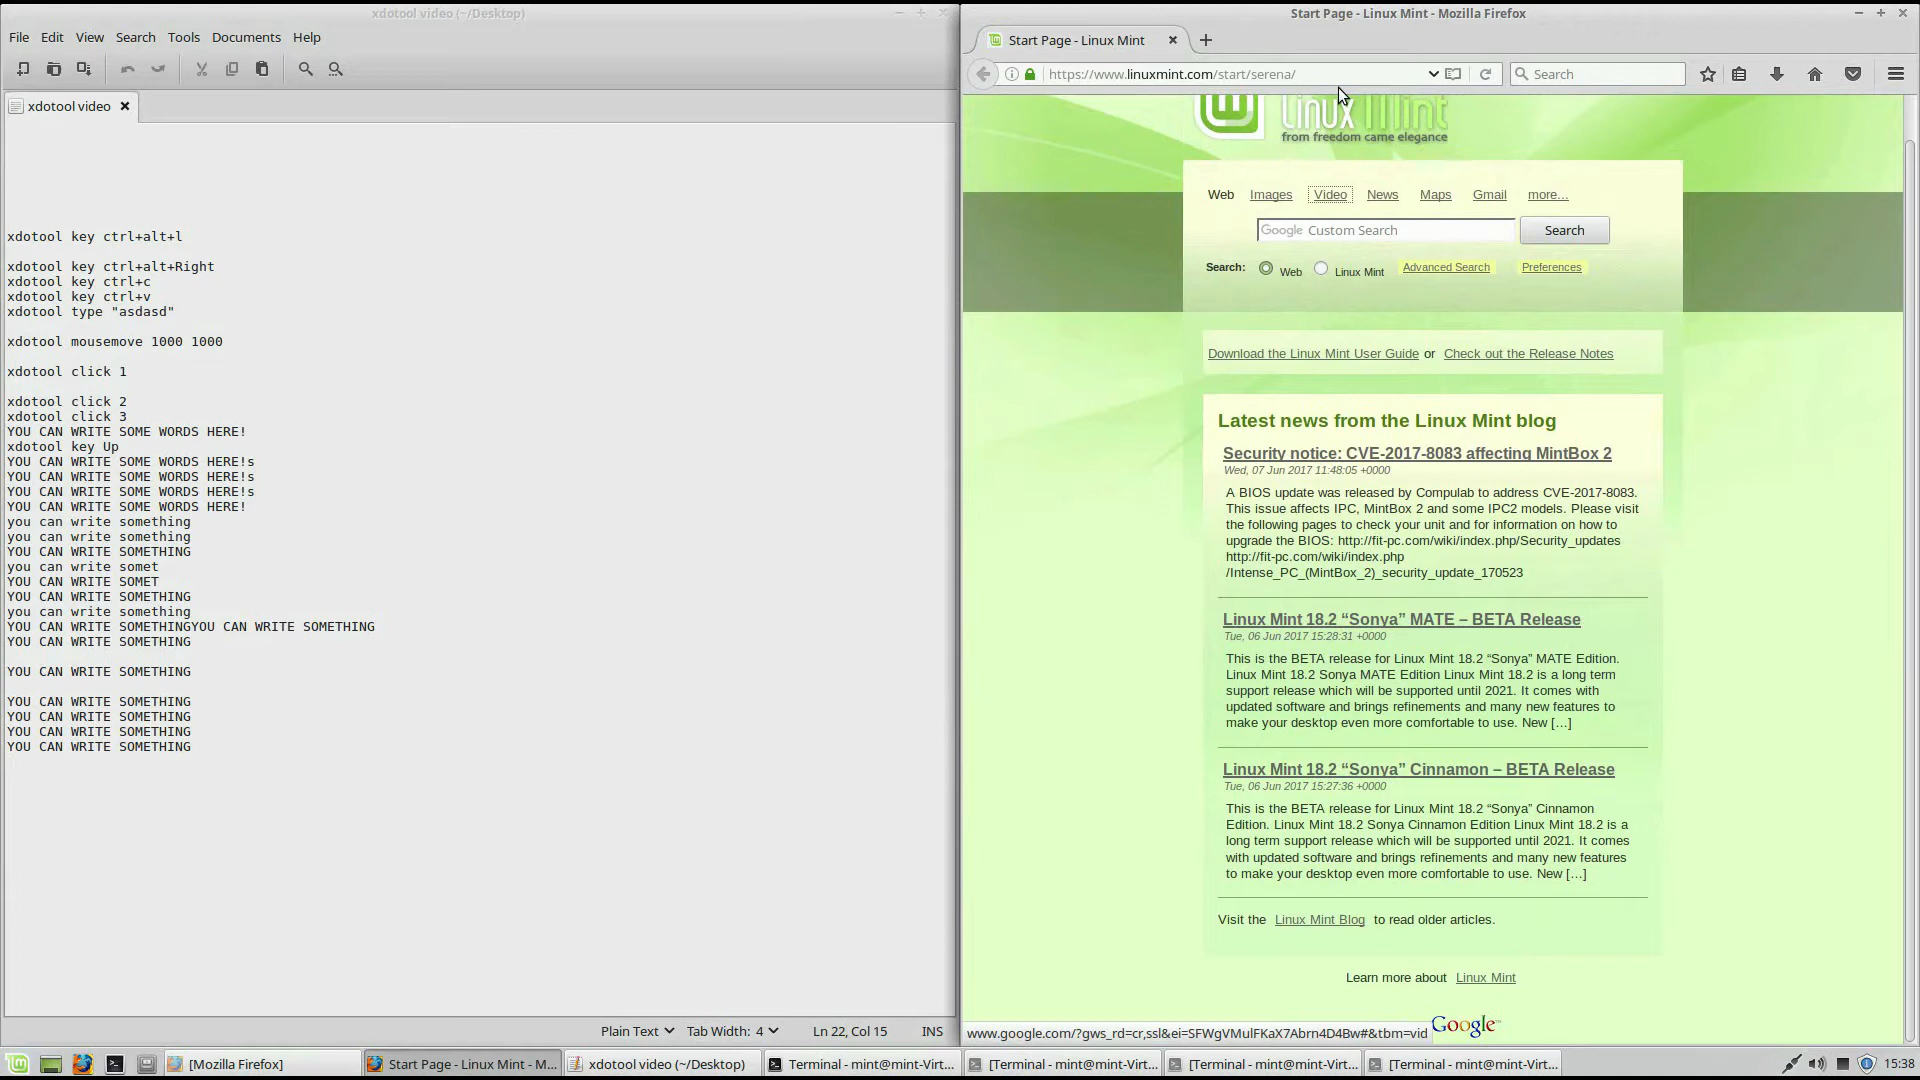 xdotool video (~/Desktop)
File Edit View Search Tools Documents Help
xdotool video
xdotool key ctrl+alt+l
xdotool key ctrl+alt+Right
xdotool key ctrl+c
xdotool key ctrl+v
xdotool type "asdasd"
xdotool mousemove 1000 1000
xdotool click 1
xdotool click 2
xdotool click 3
YOU CAN WRITE SOME WORDS HERE!
xdotool key Up
YOU CAN WRITE SOME WORDS HERE!s
YOU CAN WRITE SOME WORDS HERE!s
YOU CAN WRITE SOME WORDS HERE!s
YOU CAN WRITE SOME WORDS HERE!
you can write something
you can write something
YOU CAN WRITE SOMETHING
you can write somet
YOU CAN WRITE SOMET
YOU CAN WRITE SOMETHING
you can write something
YOU CAN WRITE SOMETHINGYOU CAN WRITE SOMETHING
YOU CAN WRITE SOMETHING
YOU CAN WRITE SOMETHING
YOU CAN WRITE SOMETHING
YOU CAN WRITE SOMETHING
YOU CAN WRITE SOMETHING
YOU CAN WRITE SOMETHING
Plain Text Tab Width: 4 Ln 22, Col 15 INS
Start Page - Linux Mint - Mozilla Firefox
Start Page - Linux Mint
https://www.linuxmint.com/start/serena/
Search
Linux Mint
from freedom came elegance
Web Images Video News Maps Gmail more...
Google Custom Search Search
Search: Web Linux Mint Advanced Search Preferences
Download the Linux Mint User Guide or Check out the Release Notes
Latest news from the Linux Mint blog
Security notice: CVE-2017-8083 affecting MintBox 2
Wed, 07 Jun 2017 11:48:05 +0000
A BIOS update was released by Compulab to address CVE-2017-8083.
This issue affects IPC, MintBox 2 and some IPC2 models. Please visit
the following pages to check your unit and for information on how to
upgrade the BIOS: http://fit-pc.com/wiki/index.php/Security_updates
http://fit-pc.com/wiki/index.php
/Intense_PC_(MintBox_2)_security_update_170523
Linux Mint 18.2 “Sonya” MATE – BETA Release
Tue, 06 Jun 2017 15:28:31 +0000
This is the BETA release for Linux Mint 18.2 “Sonya” MATE Edition.
Linux Mint 18.2 Sonya MATE Edition Linux Mint 18.2 is a long term
support release which will be supported until 2021. It comes with
updated software and brings refinements and many new features to
make your desktop even more comfortable to use. New […]
Linux Mint 18.2 “Sonya” Cinnamon – BETA Release
Tue, 06 Jun 2017 15:27:36 +0000
This is the BETA release for Linux Mint 18.2 “Sonya” Cinnamon
Edition. Linux Mint 18.2 Sonya Cinnamon Edition Linux Mint 18.2 is a
long term support release which will be supported until 2021. It comes
with updated software and brings refinements and many new features
to make your desktop even more comfortable to use. New […]
Visit the Linux Mint Blog to read older articles.
Learn more about Linux Mint
www.google.com/?gws_rd=cr,ssl&ei=SFWgVMulFKaX7Abrn4D4Bw#&tbm=vid Google
[Mozilla Firefox] Start Page - Linux Mint - M... xdotool video (~/Desktop) Terminal - mint@mint-Virt... [Terminal - mint@mint-Virt... [Terminal - mint@mint-Virt... [Terminal - mint@mint-Virt... 15:38